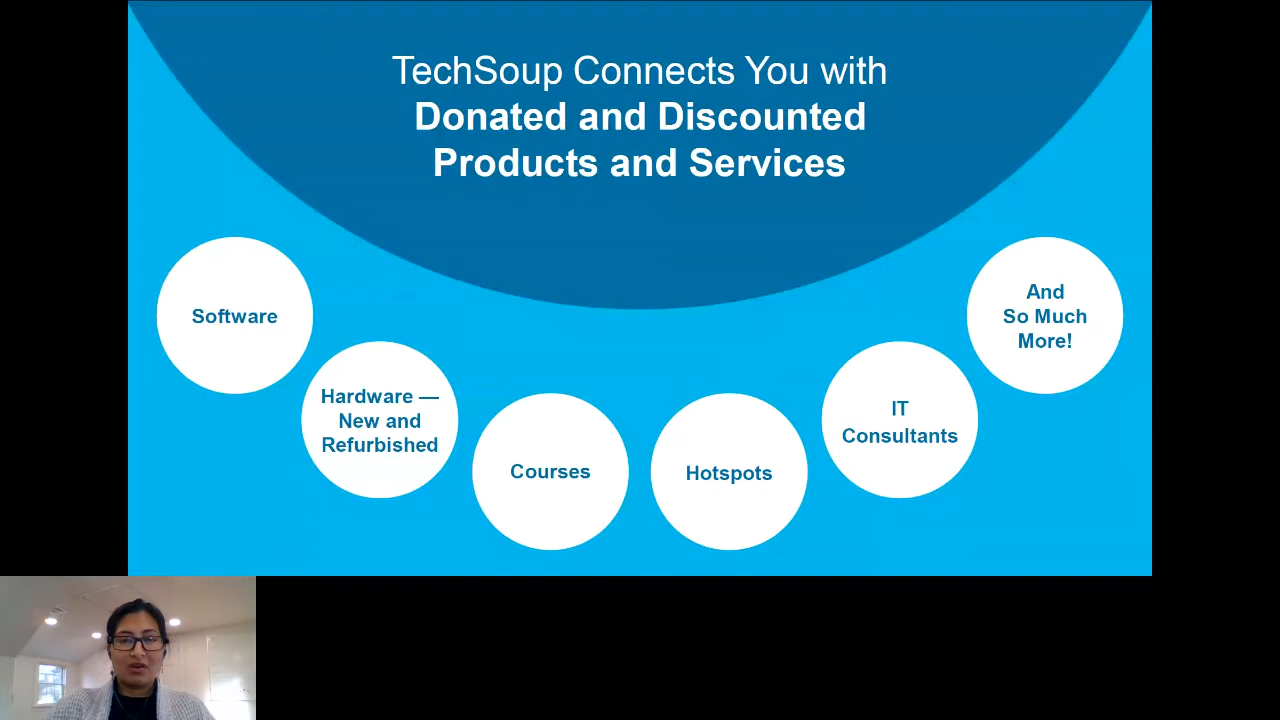 TechSoup Connects You with
Donated and Discounted
Products and Services
Software
Hardware —
New and
Refurbished
Courses
Hotspots
IT
Consultants
And
So Much
More!